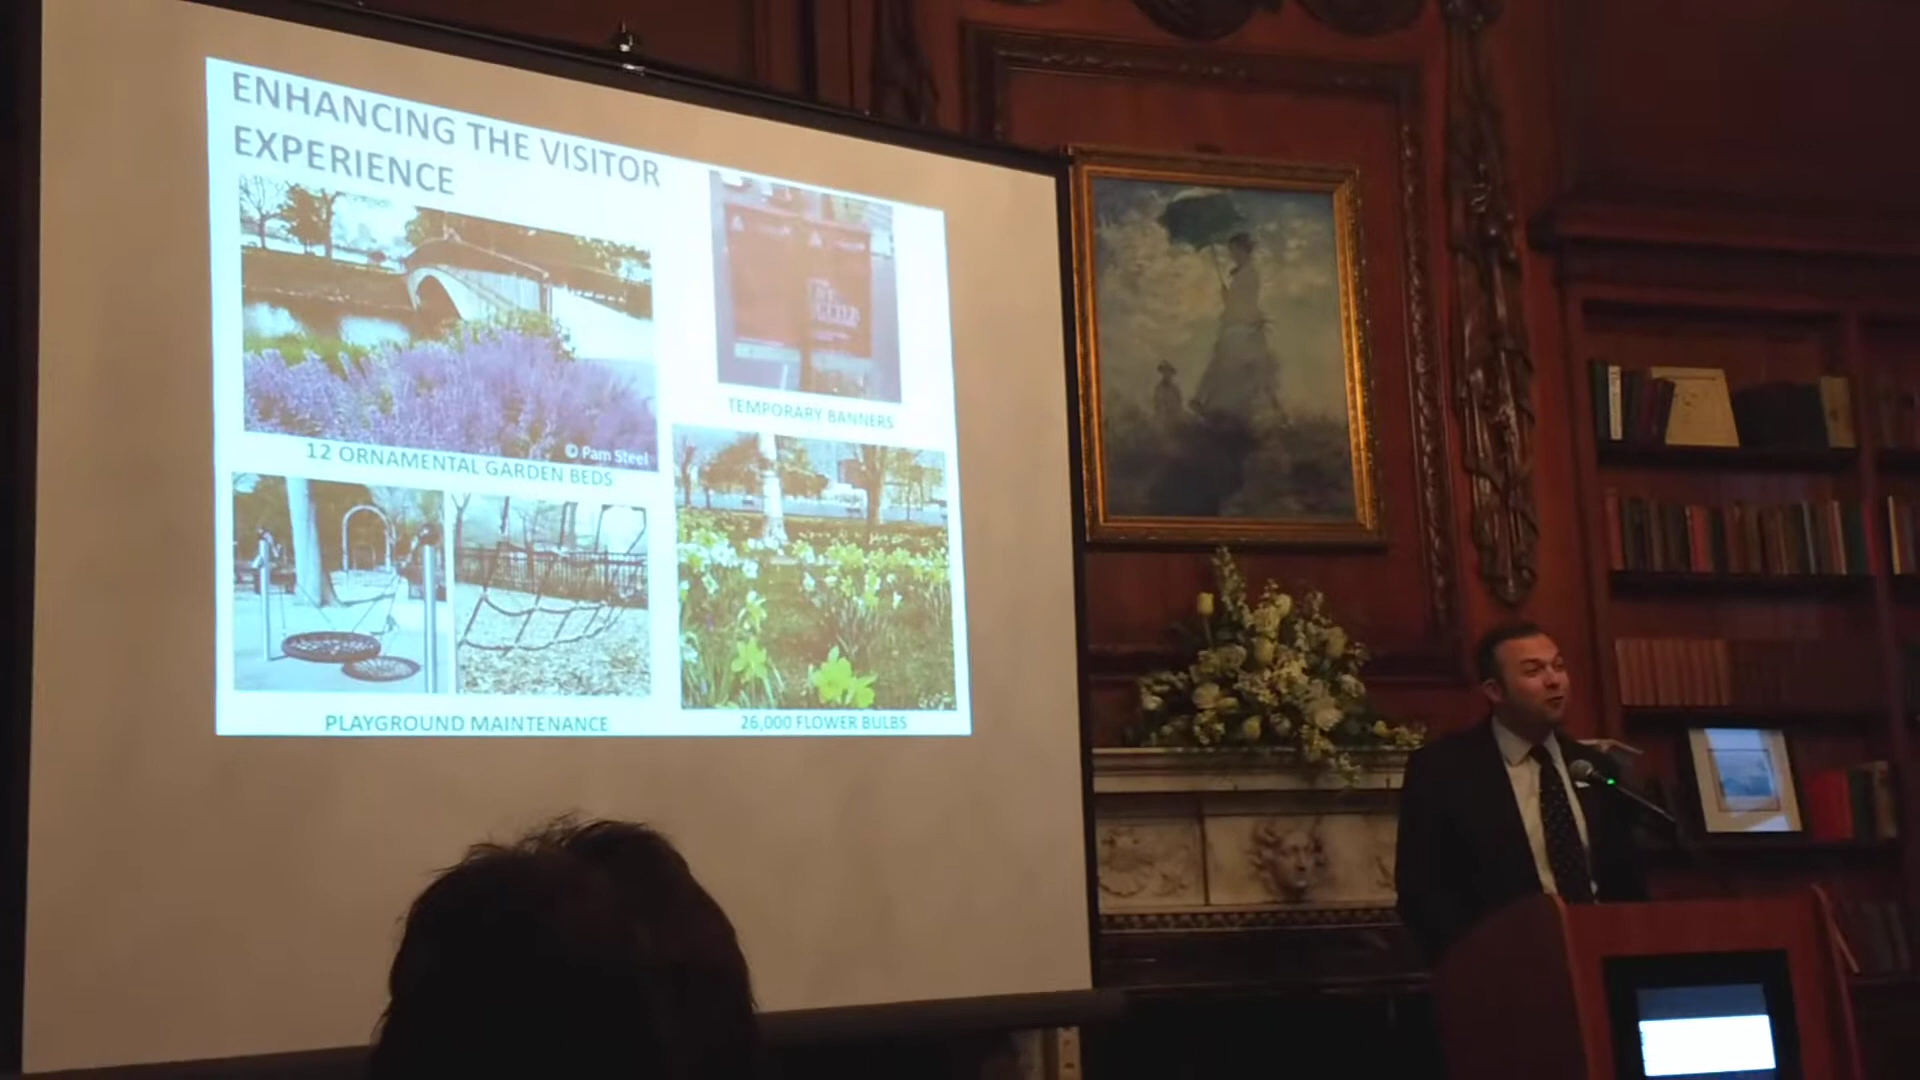 ENHANCING THE VISITOR
EXPERIENCE
TEMPORARY BANNERS
© Pam Steel
12 ORNAMENTAL GARDEN BEDS
PLAYGROUND MAINTENANCE
26,000 FLOWER BULBS